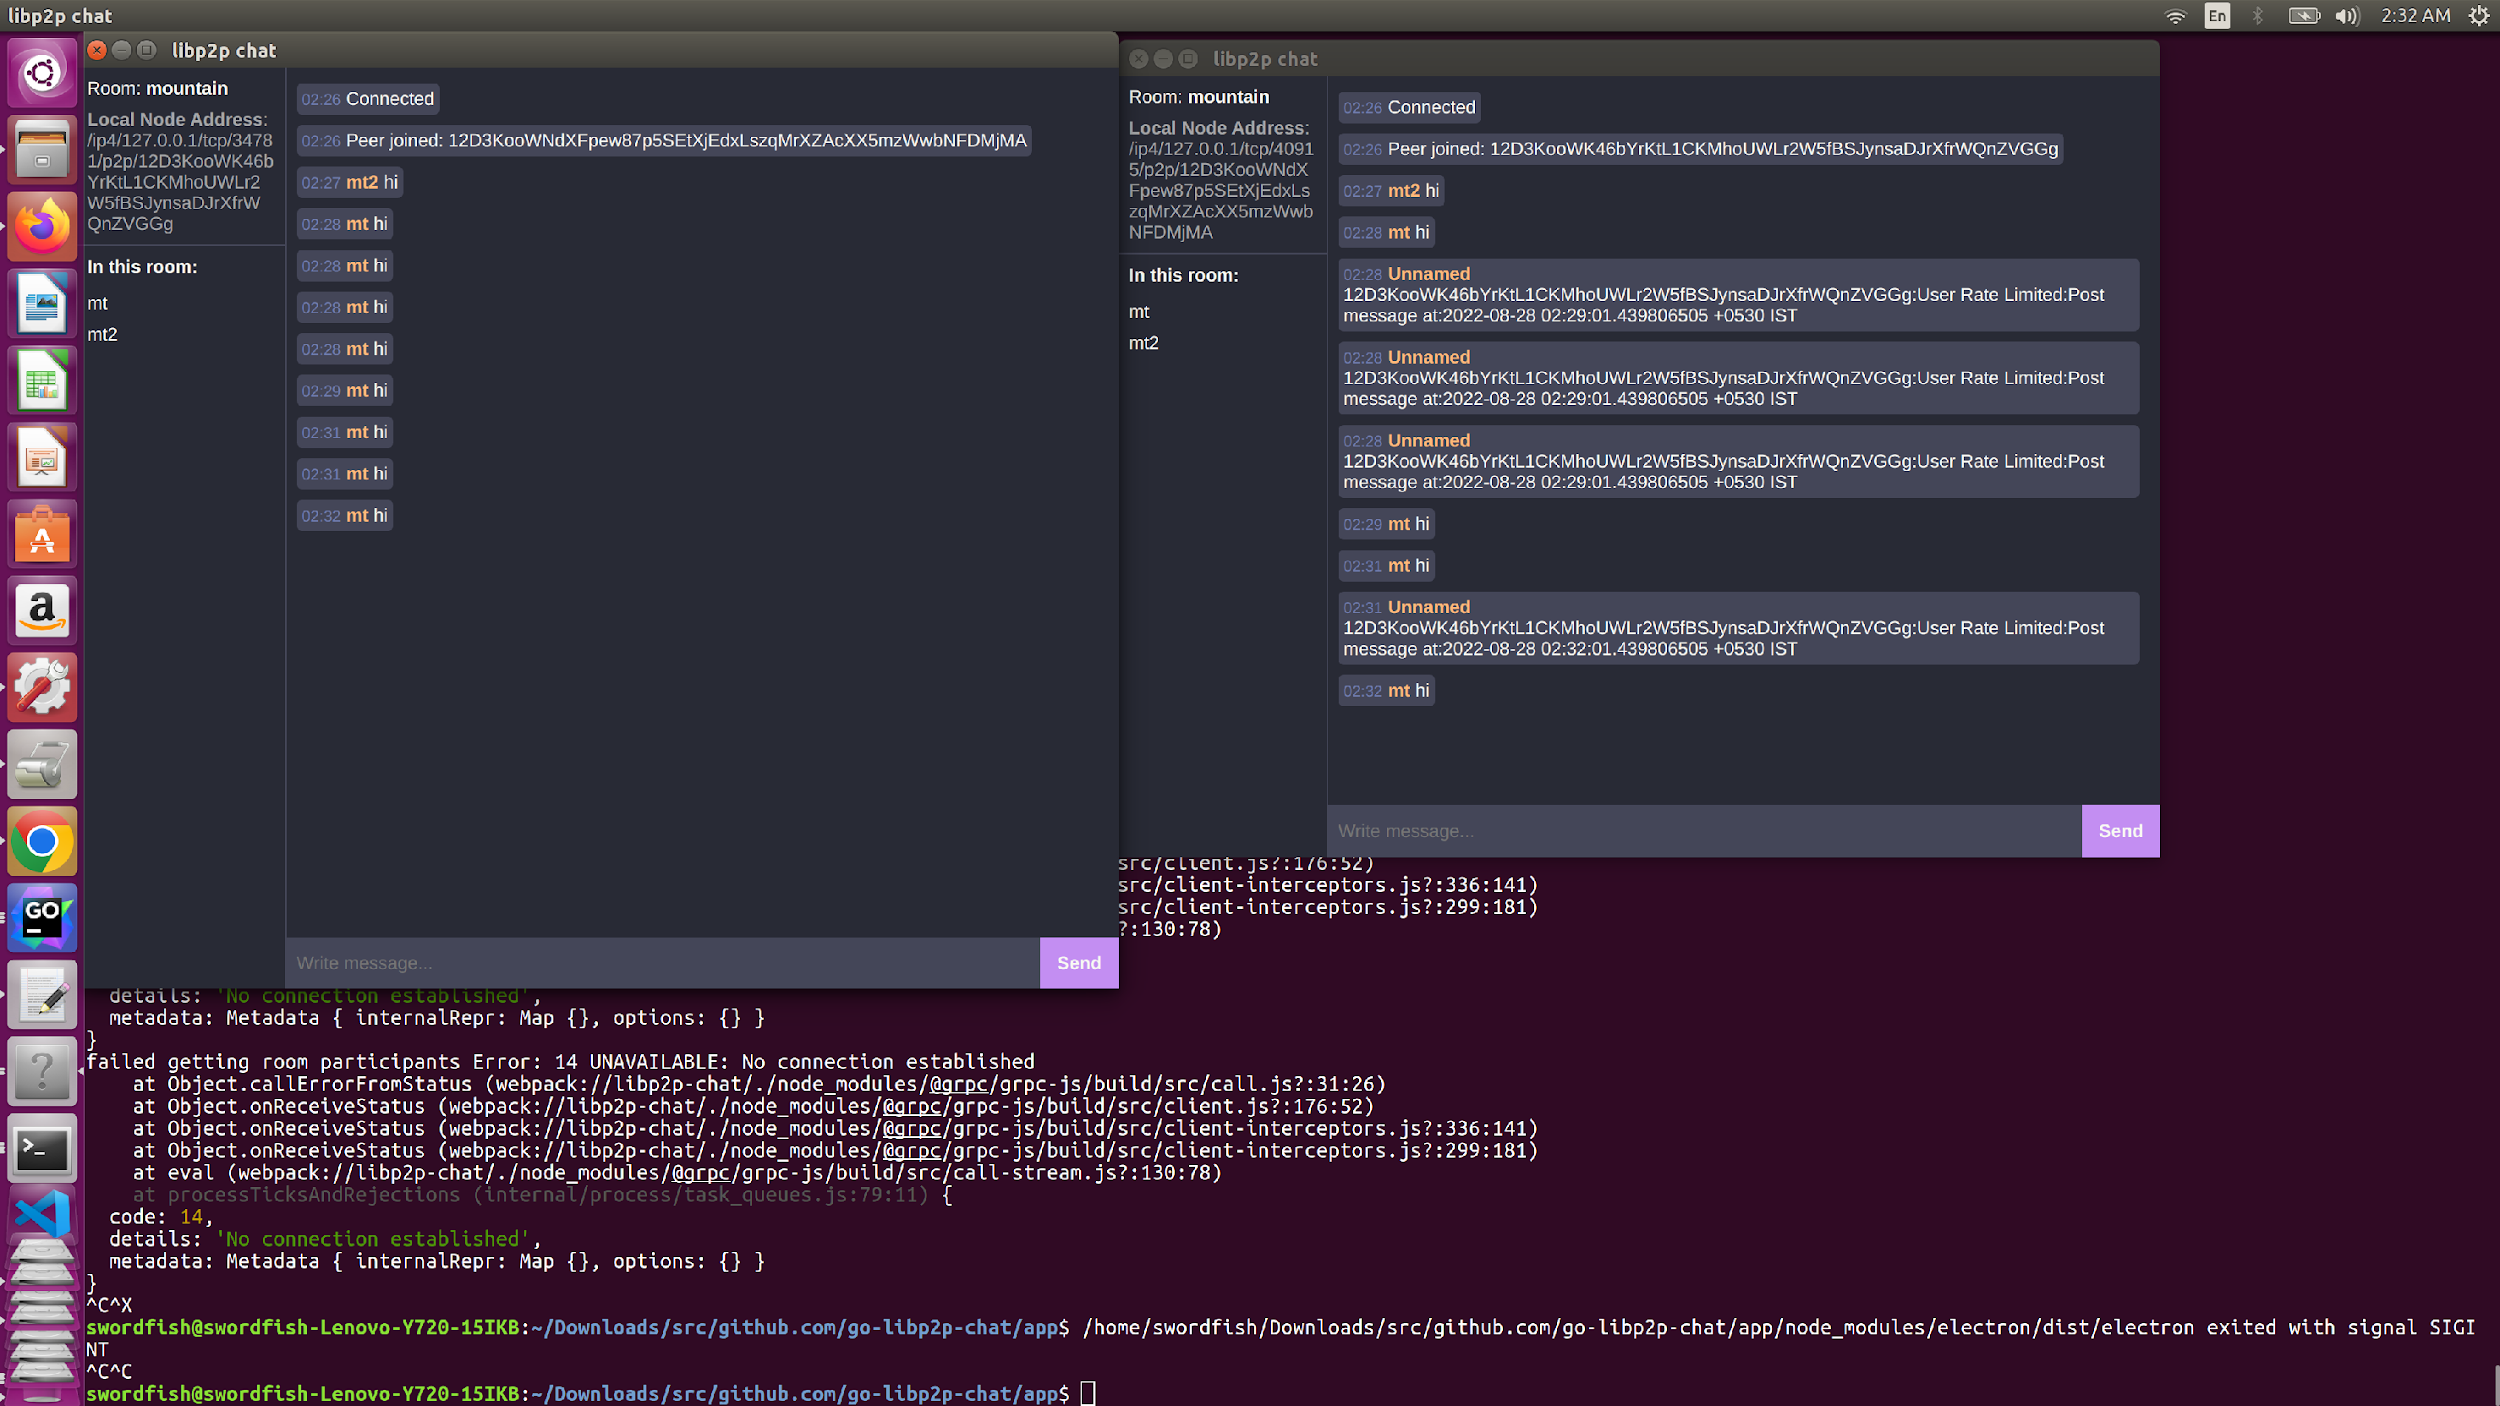 libp2p chat
En
2:32 AM
libp2p chat
Room: mountain
Local Node Address:
/ip4/127.0.0.1/tcp/3478
1/p2p/12D3KooWK46b
YrKtL1CKMhoUWLr2
W5fBSJynsaDJrXfrW
QnZVGGg
In this room:
mt
mt2
02:26 Connected
02:26 Peer joined: 12D3KooWNdXFpew87p5SEtXjEdxLszqMrXZAcXX5mzWwbNFDMjMA
02:27 mt2 hi
02:28 mt hi
02:28 mt hi
02:28 mt hi
02:28 mt hi
02:29 mt hi
02:31 mt hi
02:31 mt hi
02:32 mt hi
Write message...
Send
libp2p chat
Room: mountain
Local Node Address:
/ip4/127.0.0.1/tcp/4091
5/p2p/12D3KooWNdX
Fpew87p5SEtXjEdxLs
zqMrXZAcXX5mzWwb
NFDMjMA
In this room:
mt
mt2
02:26 Connected
02:26 Peer joined: 12D3KooWK46bYrKtL1CKMhoUWLr2W5fBSJynsaDJrXfrWQnZVGGg
02:27 mt2 hi
02:28 mt hi
02:28 Unnamed
12D3KooWK46bYrKtL1CKMhoUWLr2W5fBSJynsaDJrXfrWQnZVGGg:User Rate Limited:Post
message at:2022-08-28 02:29:01.439806505 +0530 IST
02:28 Unnamed
12D3KooWK46bYrKtL1CKMhoUWLr2W5fBSJynsaDJrXfrWQnZVGGg:User Rate Limited:Post
message at:2022-08-28 02:29:01.439806505 +0530 IST
02:28 Unnamed
12D3KooWK46bYrKtL1CKMhoUWLr2W5fBSJynsaDJrXfrWQnZVGGg:User Rate Limited:Post
message at:2022-08-28 02:29:01.439806505 +0530 IST
02:29 mt hi
02:31 mt hi
02:31 Unnamed
12D3KooWK46bYrKtL1CKMhoUWLr2W5fBSJynsaDJrXfrWQnZVGGg:User Rate Limited:Post
message at:2022-08-28 02:32:01.439806505 +0530 IST
02:32 mt hi
Write message...
Send
src/client.js?:176:52)
src/client-interceptors.js?:336:141)
src/client-interceptors.js?:299:181)
?:130:78)
details: 'No connection established',
metadata: Metadata { internalRepr: Map {}, options: {} }
}
failed getting room participants Error: 14 UNAVAILABLE: No connection established
at Object.callErrorFromStatus (webpack://libp2p-chat/./node_modules/@grpc/grpc-js/build/src/call.js?:31:26)
at Object.onReceiveStatus (webpack://libp2p-chat/./node_modules/@grpc/grpc-js/build/src/client.js?:176:52)
at Object.onReceiveStatus (webpack://libp2p-chat/./node_modules/@grpc/grpc-js/build/src/client-interceptors.js?:336:141)
at Object.onReceiveStatus (webpack://libp2p-chat/./node_modules/@grpc/grpc-js/build/src/client-interceptors.js?:299:181)
at eval (webpack://libp2p-chat/./node_modules/@grpc/grpc-js/build/src/call-stream.js?:130:78)
at processTicksAndRejections (internal/process/task_queues.js:79:11) {
code: 14,
details: 'No connection established',
metadata: Metadata { internalRepr: Map {}, options: {} }
}
^C^X
swordfish@swordfish-Lenovo-Y720-15IKB:~/Downloads/src/github.com/go-libp2p-chat/app$ /home/swordfish/Downloads/src/github.com/go-libp2p-chat/app/node_modules/electron/dist/electron exited with signal SIGI
NT
^C^C
swordfish@swordfish-Lenovo-Y720-15IKB:~/Downloads/src/github.com/go-libp2p-chat/app$